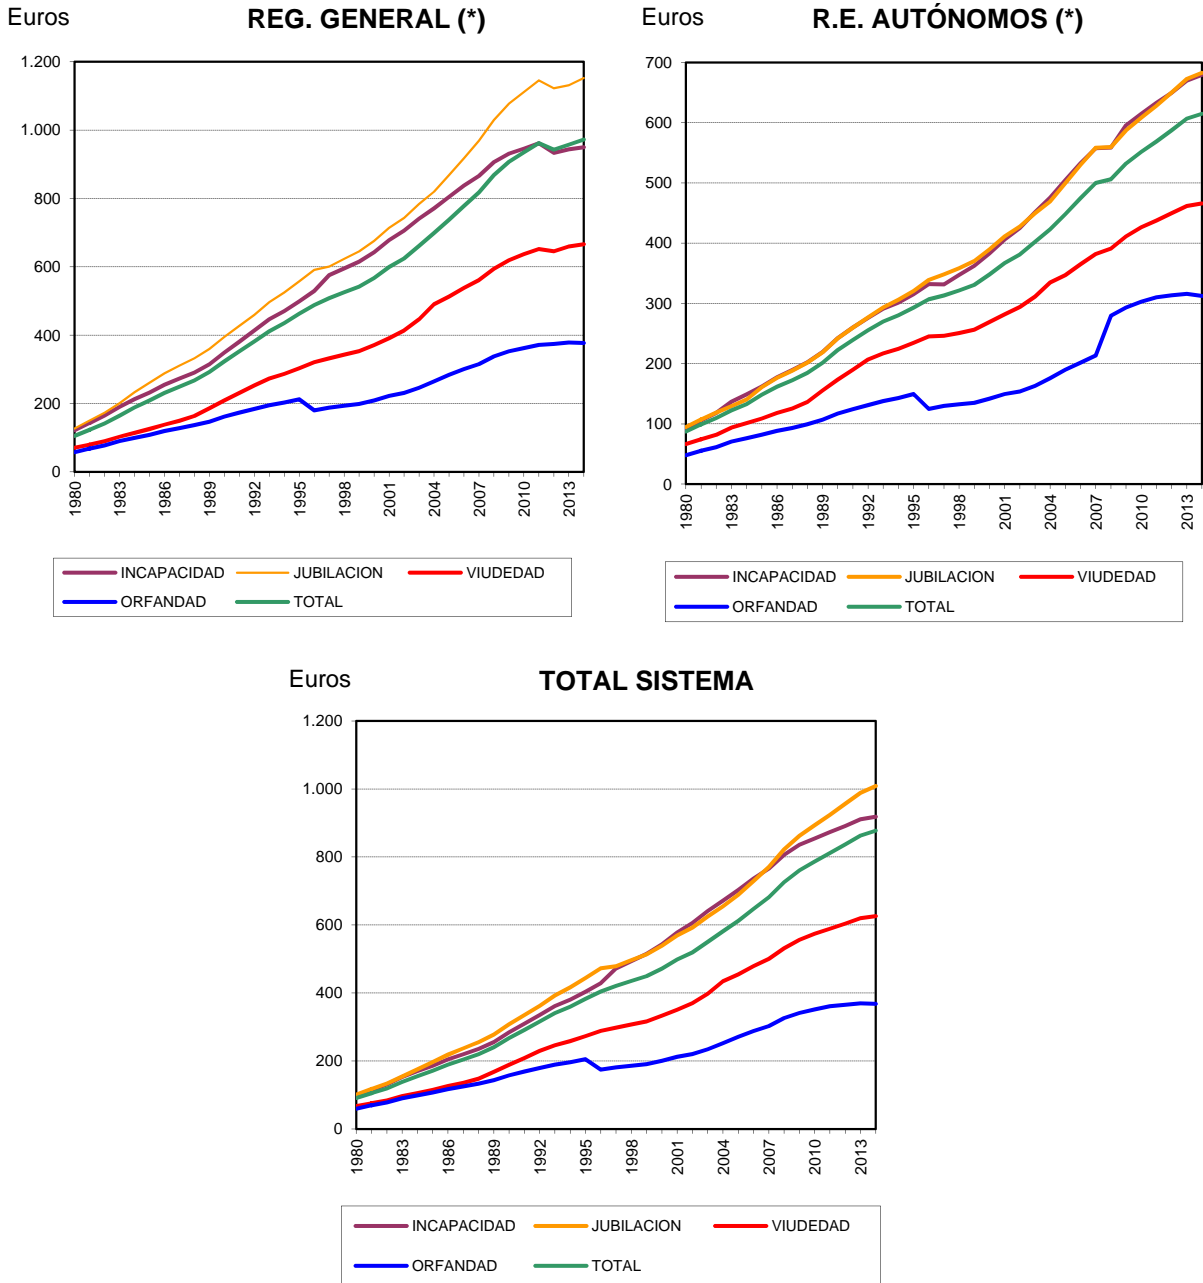 Euros REG. GENERAL (*)
1.200
1.000
800
600
400
200
0
1980 1983 1986 1989 1992 1995 1998 2001 2004 2007 2010 2013
INCAPACIDAD JUBILACION VIUDEDAD
ORFANDAD TOTAL
Euros R.E. AUTÓNOMOS (*)
700
600
500
400
300
200
100
0
1980 1983 1986 1989 1992 1995 1998 2001 2004 2007 2010 2013
INCAPACIDAD JUBILACION VIUDEDAD
ORFANDAD TOTAL
Euros TOTAL SISTEMA
1.200
1.000
800
600
400
200
0
1980 1983 1986 1989 1992 1995 1998 2001 2004 2007 2010 2013
INCAPACIDAD JUBILACION VIUDEDAD
ORFANDAD TOTAL